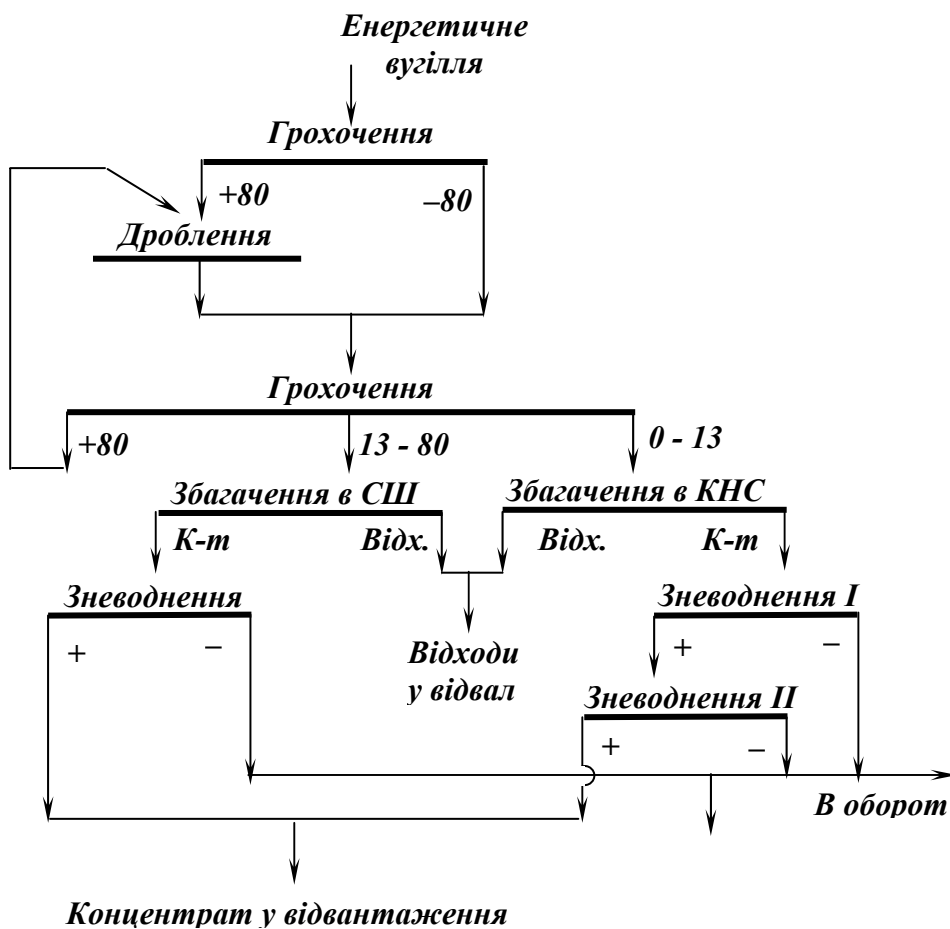 Енергетичне
вугілля
Грохочення
+80
–80
Дроблення
Грохочення
+80
13 - 80
0 - 13
Збагачення в СШ
Збагачення в КНС
К-т
Відх.
Відх.
К-т
Зневоднення
Зневоднення I
+
–
+
–
Відходи
у відвал
Зневоднення II
+
–
В оборот
Концентрат у відвантаження